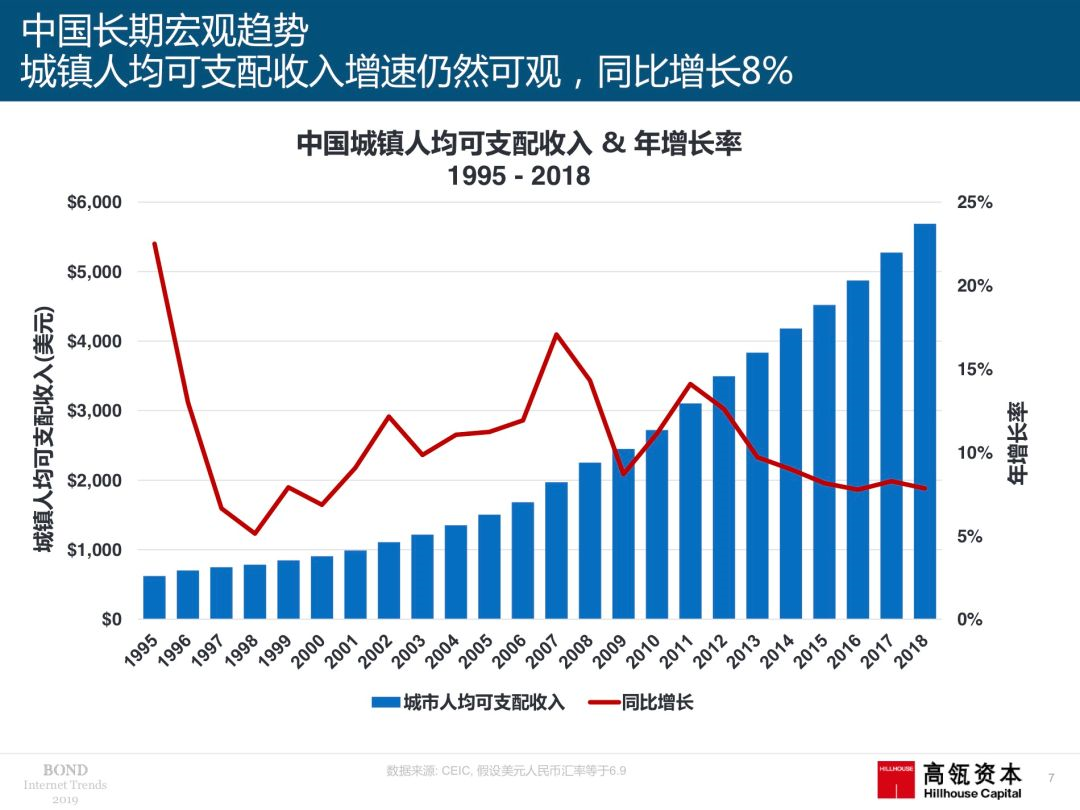 中国长期宏观趋势
城镇人均可支配收入增速仍然可观，同比增长8%
中国城镇人均可支配收入 & 年增长率
1995 - 2018
$6,000
$5,000
$4,000
$3,000
$2,000
$1,000
$0
城镇人均可支配收入(美元)
25%
20%
15%
10%
5%
0%
年增长率
1995
1996
1997
1998
1999
2000
2001
2002
2003
2004
2005
2006
2007
2008
2009
2010
2011
2012
2013
2014
2015
2016
2017
2018
城市人均可支配收入
同比增长
BOND
Internet Trends
2019
数据来源: CEIC, 假设美元人民币汇率等于6.9
HILLHOUSE
高瓴资本
Hillhouse Capital
7